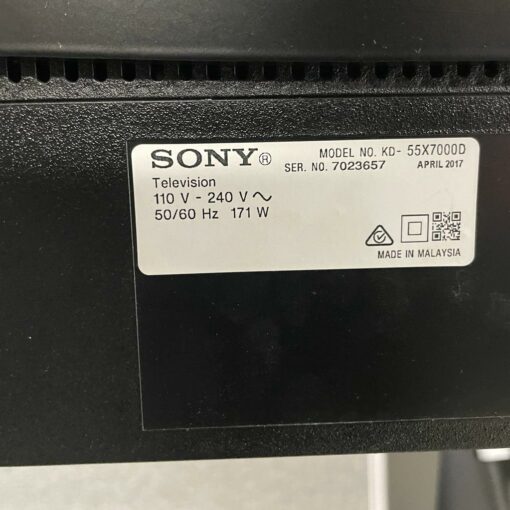 SONY® MODEL NO. KD- 55X7000D
SER. NO. 7023657 APRIL 2017
Television
110 V - 240 V ~
50/60 Hz 171 W
MADE IN MALAYSIA